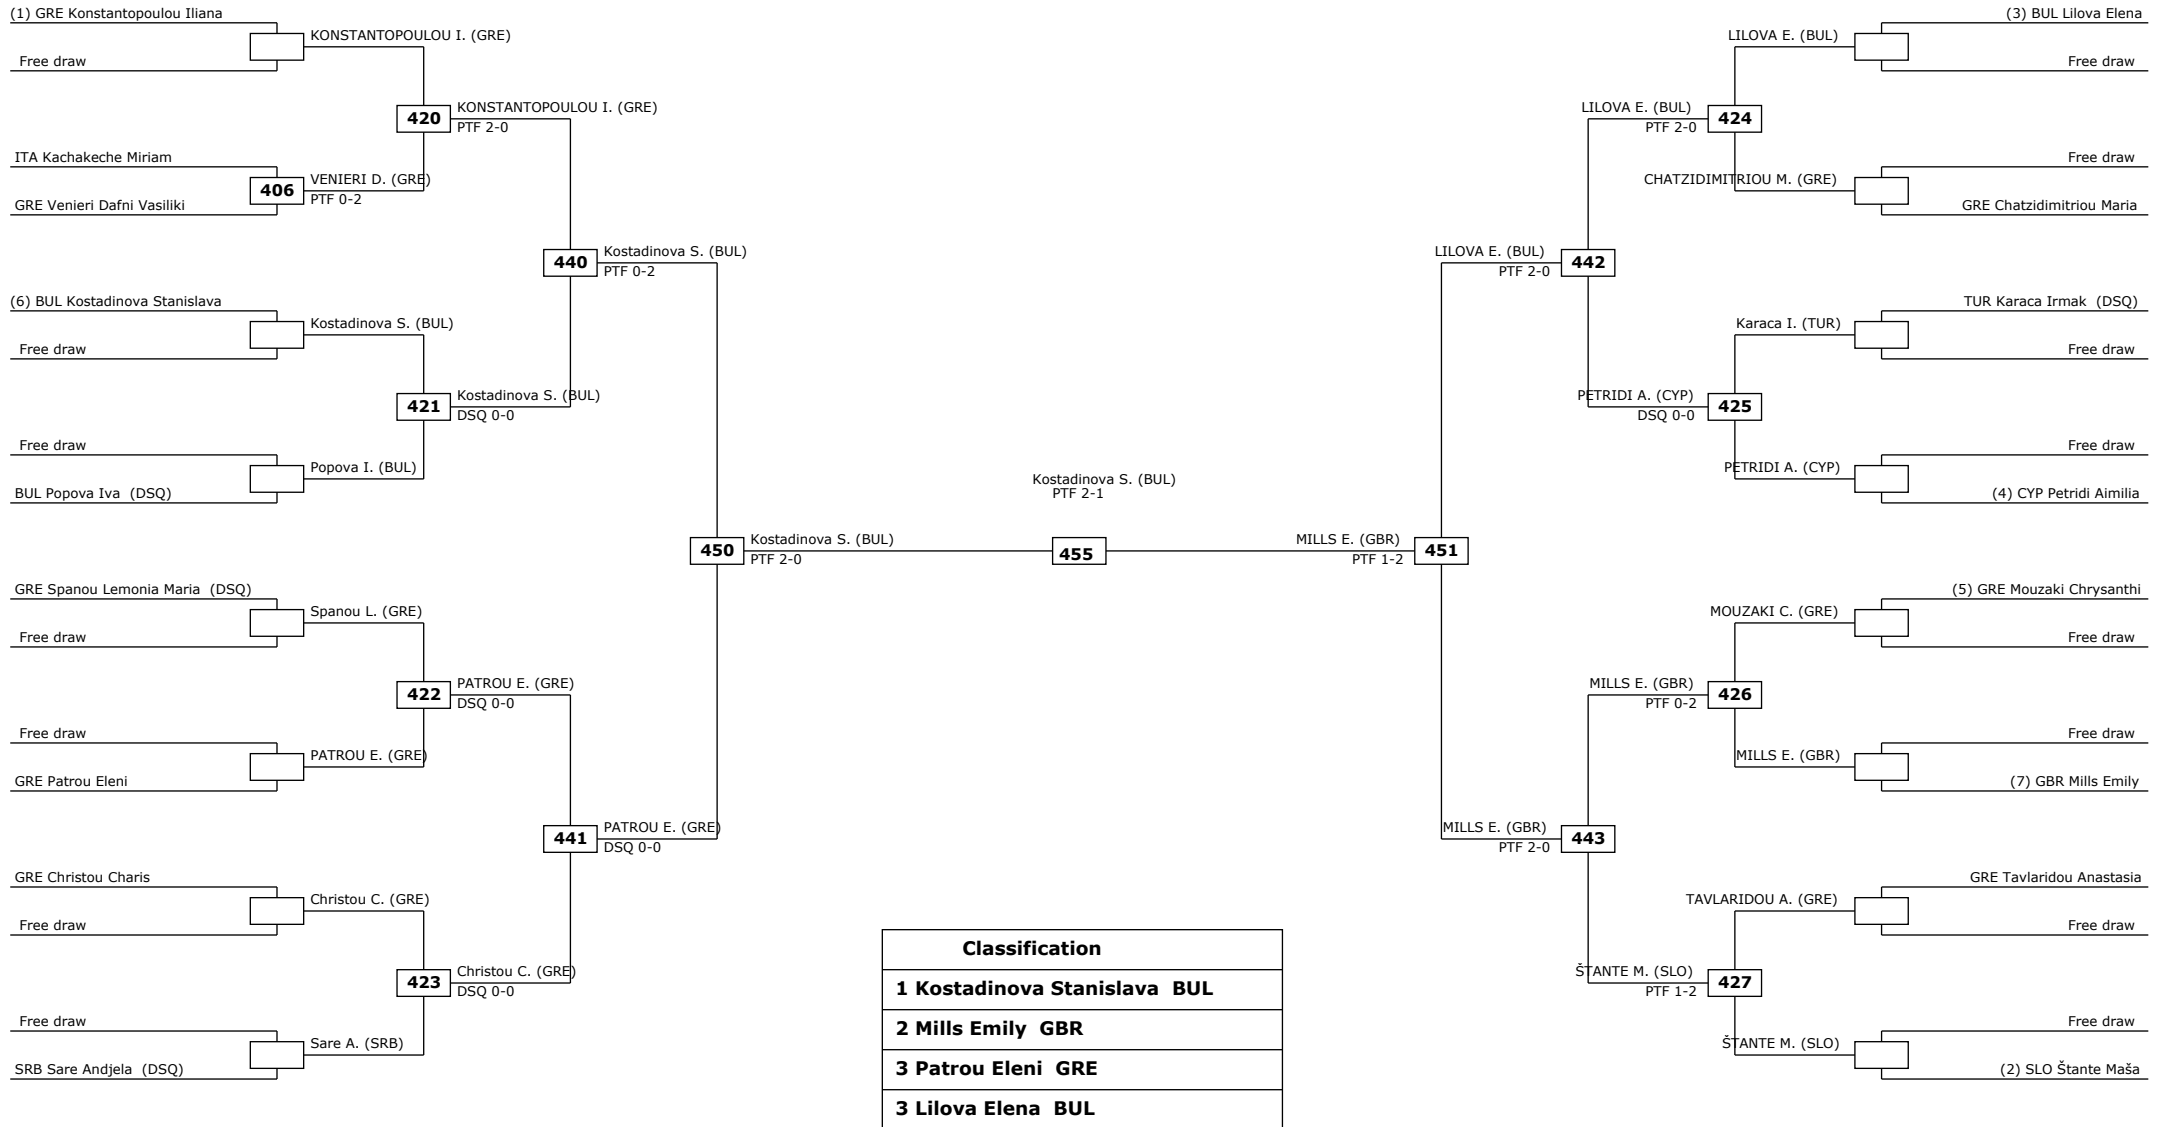 (1) GRE Konstantopoulou Iliana
KONSTANTOPOULOU I. (GRE)
Free draw
420
KONSTANTOPOULOU I. (GRE)
PTF 2-0
ITA Kachakeche Miriam
406
VENIERI D. (GRE)
PTF 0-2
GRE Venieri Dafni Vasiliki
440
Kostadinova S. (BUL)
PTF 0-2
(6) BUL Kostadinova Stanislava
Kostadinova S. (BUL)
Free draw
421
Kostadinova S. (BUL)
DSQ 0-0
Free draw
Popova I. (BUL)
BUL Popova Iva (DSQ)
450
Kostadinova S. (BUL)
PTF 2-0
GRE Spanou Lemonia Maria (DSQ)
Spanou L. (GRE)
Free draw
422
PATROU E. (GRE)
DSQ 0-0
Free draw
PATROU E. (GRE)
GRE Patrou Eleni
441
PATROU E. (GRE)
DSQ 0-0
GRE Christou Charis
Christou C. (GRE)
Free draw
423
Christou C. (GRE)
DSQ 0-0
Free draw
Sare A. (SRB)
SRB Sare Andjela (DSQ)
Kostadinova S. (BUL)
PTF 2-1
455
(3) BUL Lilova Elena
LILOVA E. (BUL)
Free draw
LILOVA E. (BUL)
PTF 2-0
424
Free draw
CHATZIDIMITRIOU M. (GRE)
GRE Chatzidimitriou Maria
LILOVA E. (BUL)
PTF 2-0
442
TUR Karaca Irmak (DSQ)
Karaca I. (TUR)
Free draw
PETRIDI A. (CYP)
DSQ 0-0
425
Free draw
PETRIDI A. (CYP)
(4) CYP Petridi Aimilia
MILLS E. (GBR)
PTF 1-2
451
(5) GRE Mouzaki Chrysanthi
MOUZAKI C. (GRE)
Free draw
MILLS E. (GBR)
PTF 0-2
426
Free draw
MILLS E. (GBR)
(7) GBR Mills Emily
MILLS E. (GBR)
PTF 2-0
443
GRE Tavlaridou Anastasia
TAVLARIDOU A. (GRE)
Free draw
ŠTANTE M. (SLO)
PTF 1-2
427
Free draw
ŠTANTE M. (SLO)
(2) SLO Štante Maša
Classification
1 Kostadinova Stanislava BUL
2 Mills Emily GBR
3 Patrou Eleni GRE
3 Lilova Elena BUL